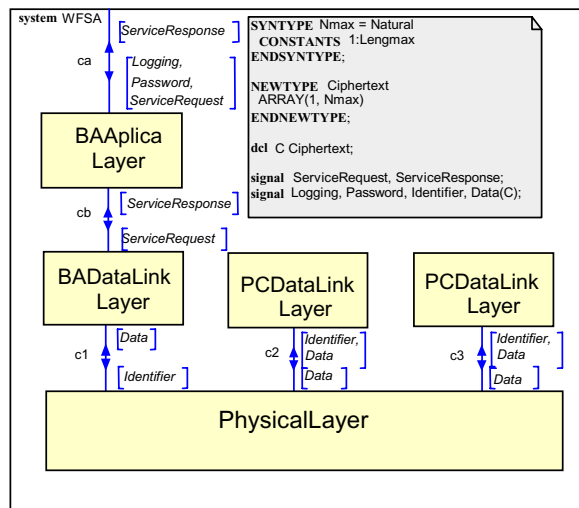 system WFSA
ServiceResponse
ca
Logging,
Password,
ServiceRequest
SYNTYPE Nmax = Natural
CONSTANTS 1:Lengmax
ENDSYNTYPE;
NEWTYPE Ciphertext
ARRAY(1, Nmax)
ENDNEWTYPE;
dcl C Ciphertext;
signal ServiceRequest, ServiceResponse;
signal Logging, Password, Identifier, Data(C);
BAAplica
Layer
cb
ServiceResponse
ServiceRequest
BADataLink
Layer
PCDataLink
Layer
PCDataLink
Layer
c1
Data
Identifier
c2
Identifier,
Data
Data
c3
Identifier,
Data
Data
PhysicalLayer